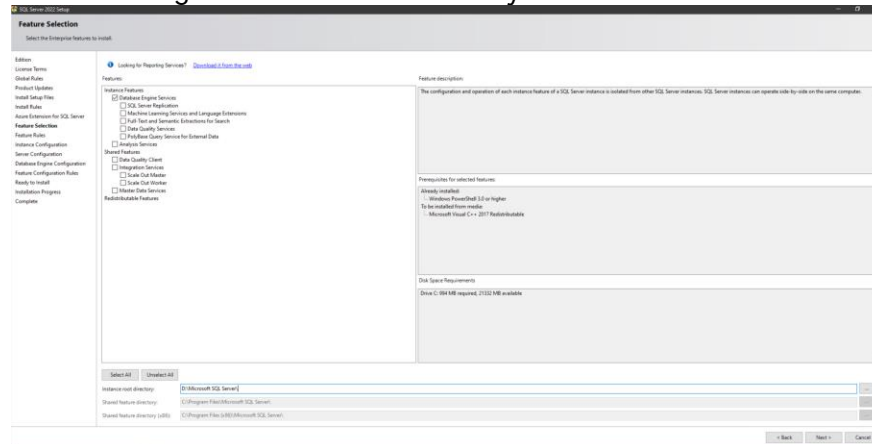 SQL Server 2022 Setup
Feature Selection
Select the Enterprise features to install.
Edition
License Terms
Global Rules
Product Updates
Install Setup Files
Install Rules
Azure Extension for SQL Server
Feature Selection
Feature Rules
Instance Configuration
Server Configuration
Database Engine Configuration
Feature Configuration Rules
Ready to Install
Installation Progress
Complete
Looking for Reporting Services? Download it from the web
Features:
Instance Features
Database Engine Services
SQL Server Replication
Machine Learning Services and Language Extensions
Full-Text and Semantic Extractions for Search
Data Quality Services
PolyBase Query Service for External Data
Analysis Services
Shared Features
Data Quality Client
Integration Services
Scale Out Master
Scale Out Worker
Master Data Services
Redistributable Features
Feature description:
The configuration and operation of each instance feature of a SQL Server instance is isolated from other SQL Server instances. SQL Server instances can operate side-by-side on the same computer.
Prerequisites for selected features:
Already installed:
Windows PowerShell 3.0 or higher
To be installed from media:
Microsoft Visual C++ 2017 Redistributable
Disk Space Requirements
Drive C: 984 MB required, 21332 MB available
Select All Unselect All
Instance root directory: D:\Microsoft SQL Server\
Shared feature directory: C:\Program Files\Microsoft SQL Server\
Shared feature directory (x86): C:\Program Files (x86)\Microsoft SQL Server\
< Back Next > Cancel